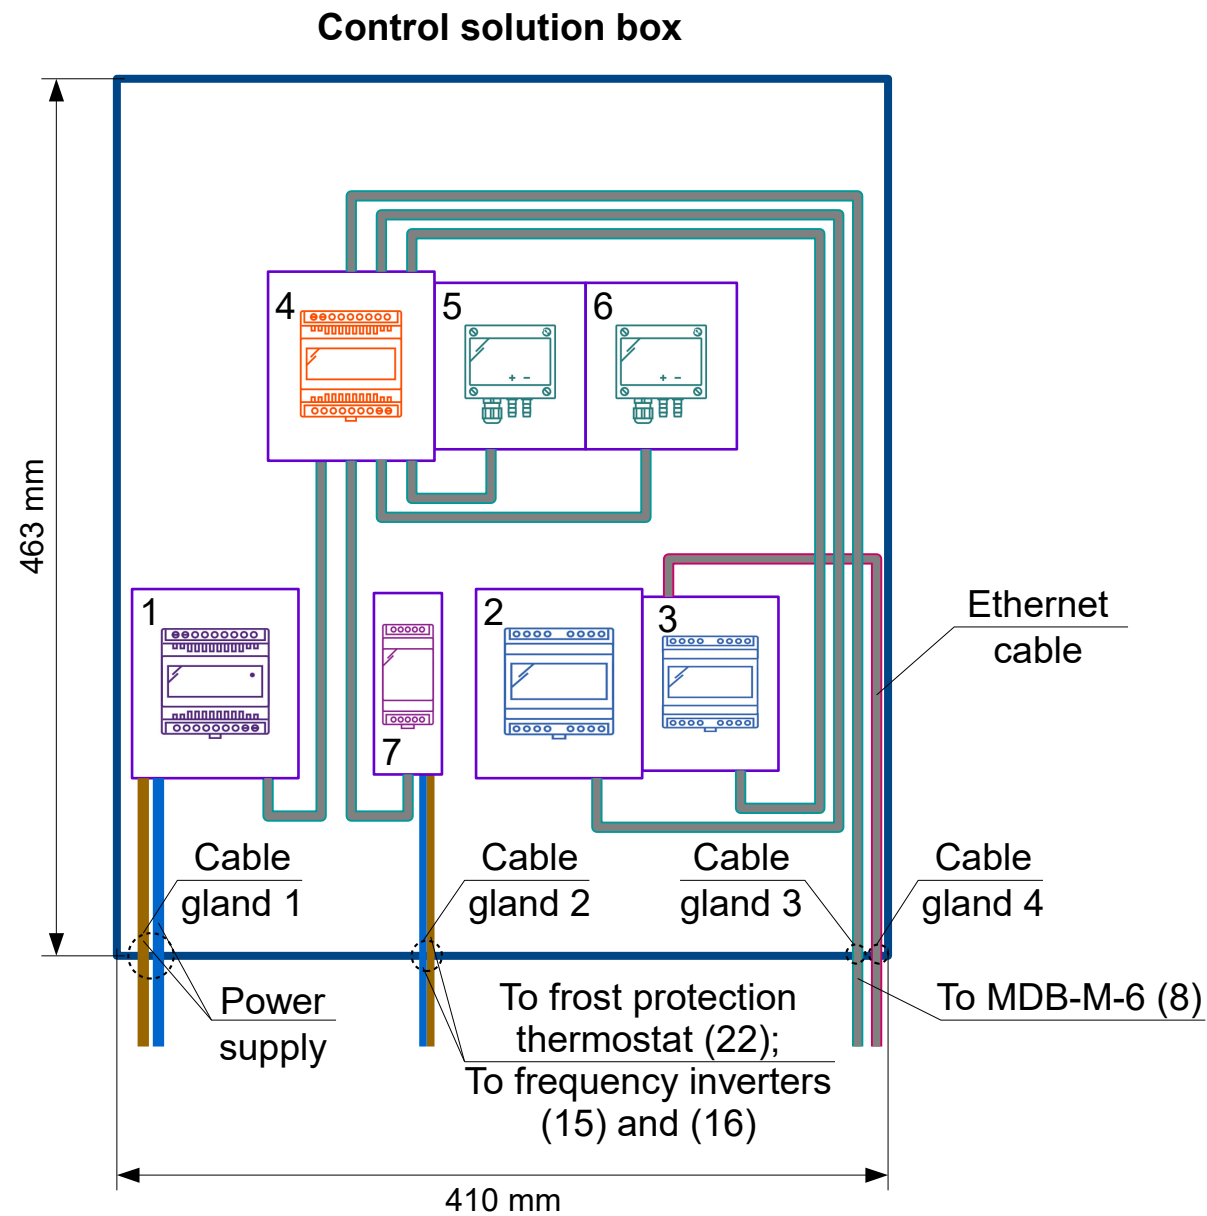 Control solution box
4
5
6
463 mm
1
7
2
3
Ethernet
cable
Cable
gland 1
Cable
gland 2
Cable
gland 3
Cable
gland 4
Power
supply
To frost protection
thermostat (22);
To frequency inverters
(15) and (16)
To MDB-M-6 (8)
410 mm